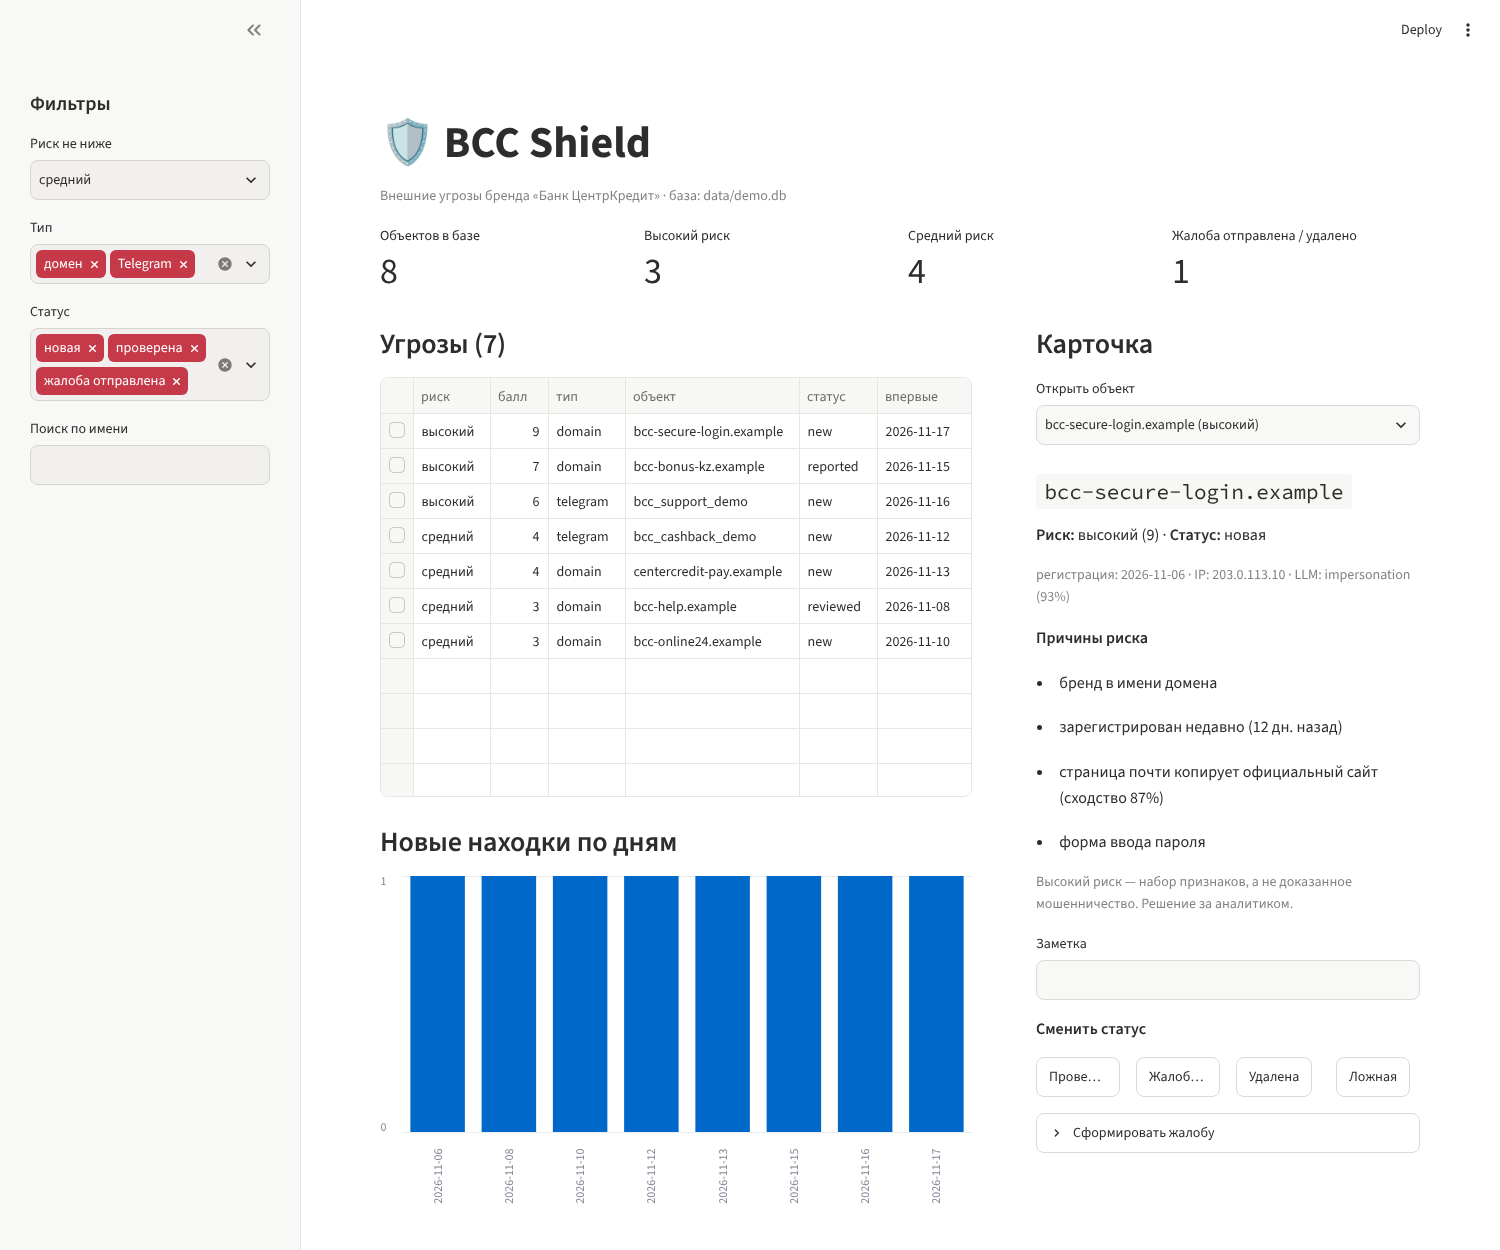 Deploy
Фильтры
Риск не ниже
средний
Тип
домен × Telegram ×
Статус
новая × проверена ×
жалоба отправлена ×
Поиск по имени
BCC Shield
Внешние угрозы бренда «Банк ЦентрКредит» · база: data/demo.db
Объектов в базе
8
Высокий риск
3
Средний риск
4
Жалоба отправлена / удалено
1
Угрозы (7)
риск балл тип объект статус впервые
высокий 9 domain bcc-secure-login.example new 2026-11-17
высокий 7 domain bcc-bonus-kz.example reported 2026-11-15
высокий 6 telegram bcc_support_demo new 2026-11-16
средний 4 telegram bcc_cashback_demo new 2026-11-12
средний 4 domain centercredit-pay.example new 2026-11-13
средний 3 domain bcc-help.example reviewed 2026-11-08
средний 3 domain bcc-online24.example new 2026-11-10
Новые находки по дням
1
0
2026-11-06
2026-11-08
2026-11-10
2026-11-12
2026-11-13
2026-11-15
2026-11-16
2026-11-17
Карточка
Открыть объект
bcc-secure-login.example (высокий)
bcc-secure-login.example
Риск: высокий (9) · Статус: новая
регистрация: 2026-11-06 · IP: 203.0.113.10 · LLM: impersonation
(93%)
Причины риска
• бренд в имени домена
• зарегистрирован недавно (12 дн. назад)
• страница почти копирует официальный сайт
(сходство 87%)
• форма ввода пароля
Высокий риск — набор признаков, а не доказанное
мошенничество. Решение за аналитиком.
Заметка
Сменить статус
Прове… Жалоб… Удалена Ложная
Сформировать жалобу